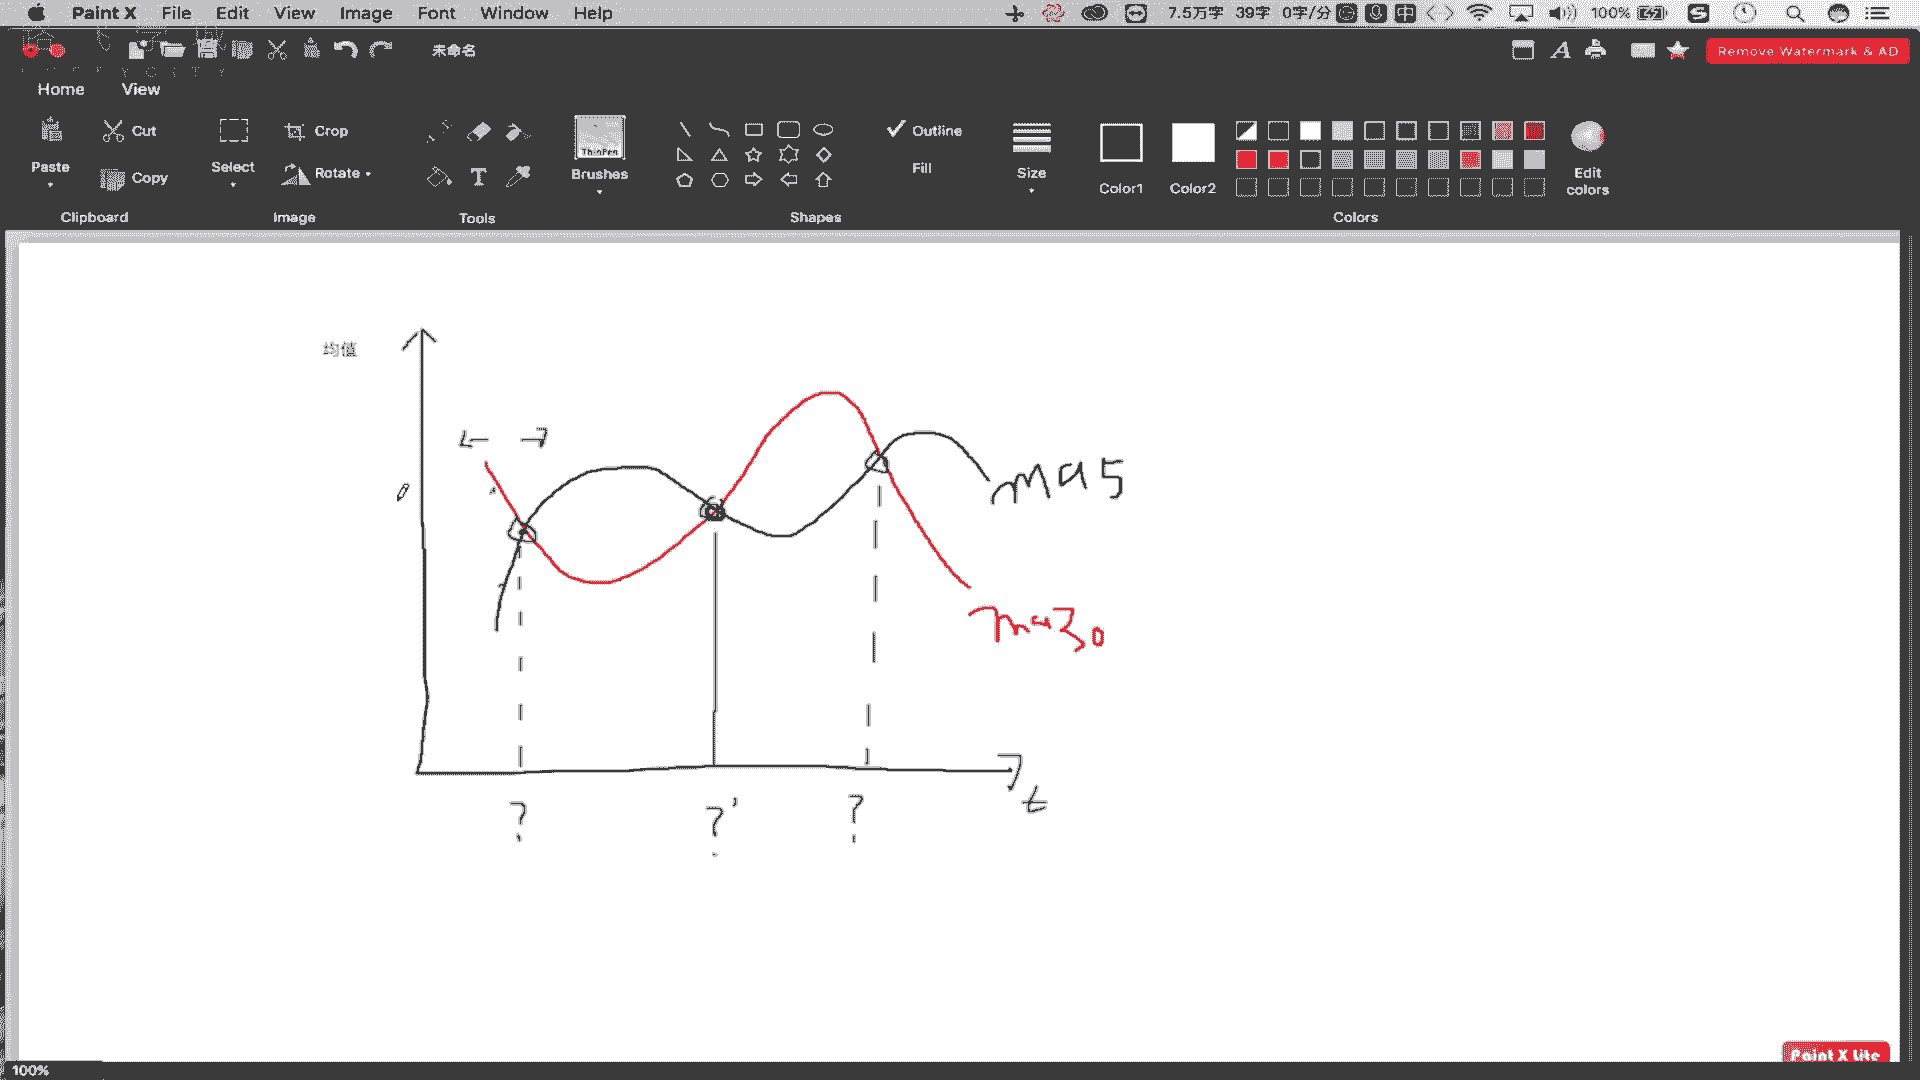 Paint X File Edit View Image Font Window Help 7.5万字 39字 0字/分 中 100%
未命名 A Remove Watermark & AD
Home View
Paste Cut Copy Select Crop Rotate T ThinPen Brushes Outline Fill Size Color1 Color2 Edit colors
Clipboard Image Tools Shapes Colors
均值
ma5
ma30
t
? ?' ?
Paint X Lite
100%